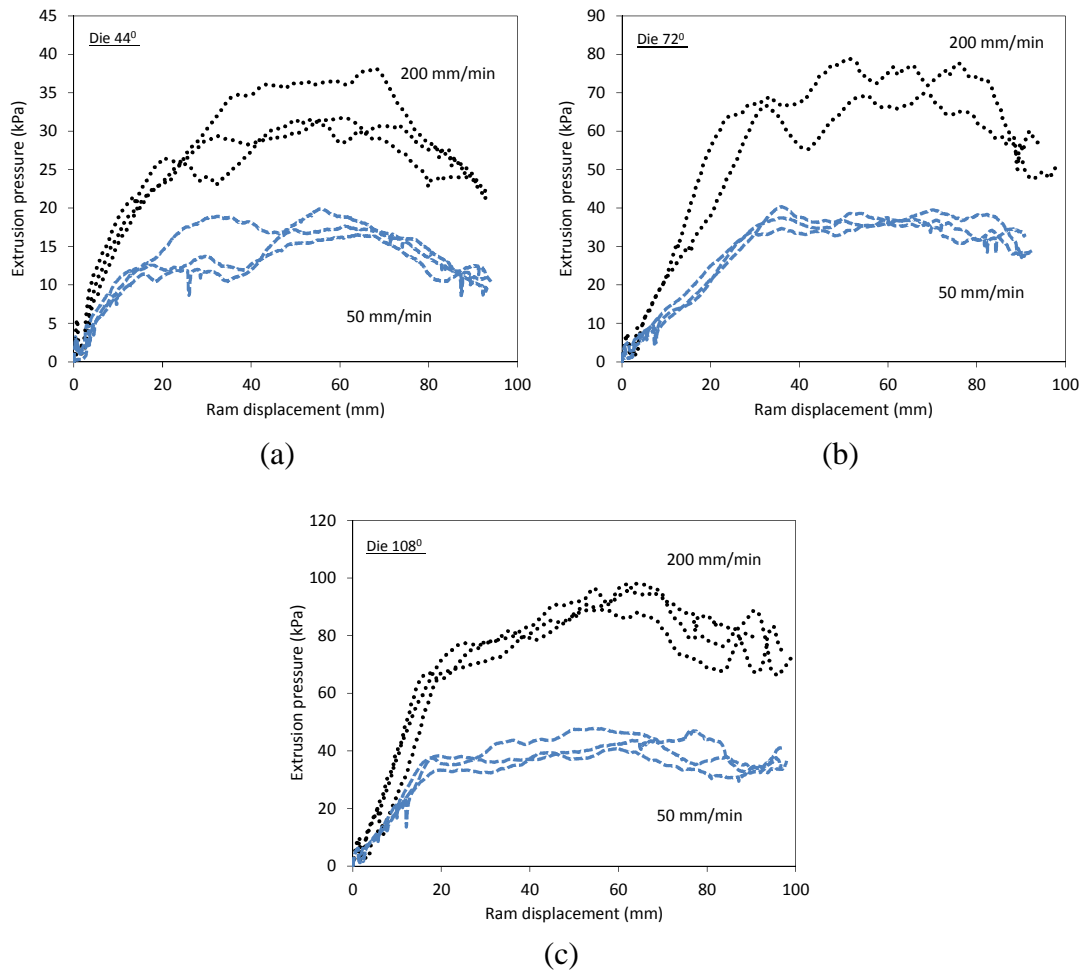 Die 44⁰
200 mm/min
50 mm/min
Extrusion pressure (kPa)
45
40
35
30
25
20
15
10
5
0
0 20 40 60 80 100
Ram displacement (mm)
(a)
Die 72⁰
200 mm/min
50 mm/min
Extrusion pressure (kPa)
90
80
70
60
50
40
30
20
10
0
0 20 40 60 80 100
Ram displacement (mm)
(b)
Die 108⁰
200 mm/min
50 mm/min
Extrusion pressure (kPa)
120
100
80
60
40
20
0
0 20 40 60 80 100
Ram displacement (mm)
(c)